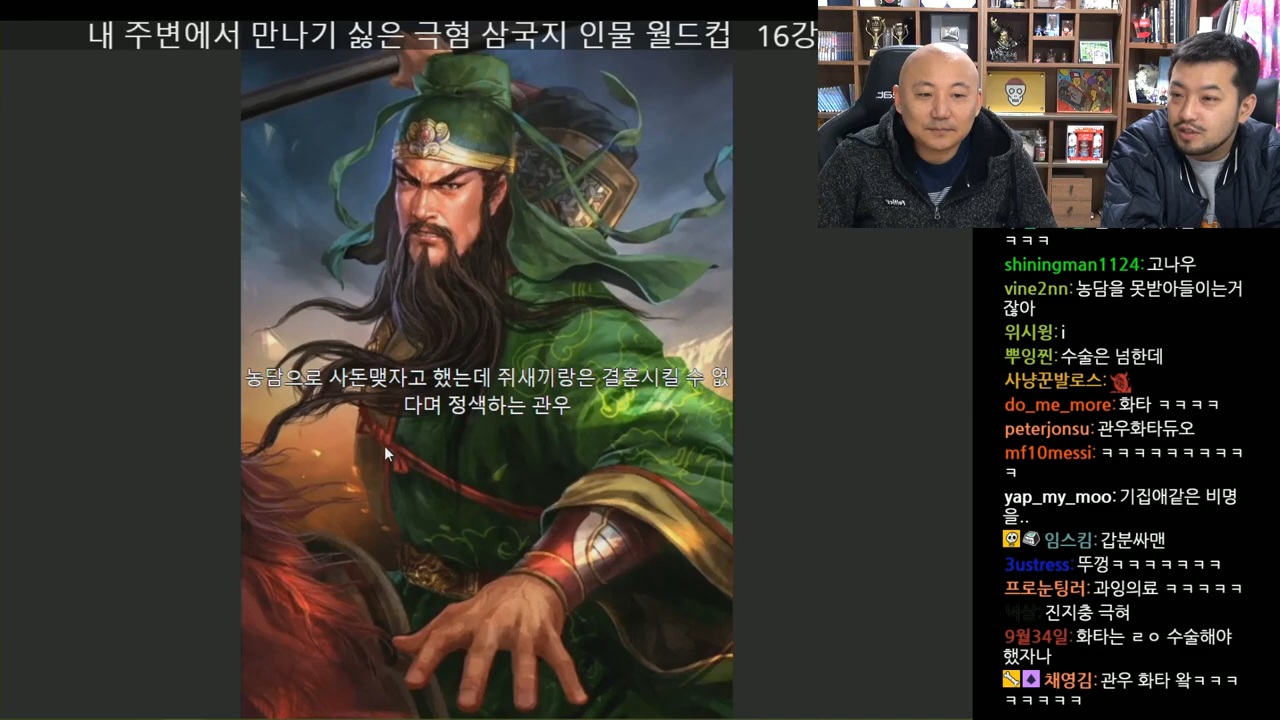 내 주변에서 만나기 싫은 극혐 삼국지 인물 월드컵 16강
농담으로 사돈맺자고 했는데 쥐새끼랑은 결혼시킬 수 없
다며 정색하는 관우
ㅋㅋㅋ
shiningman1124: 고나우
vine2nn: 농담을 못받아들이는거
잖아
위시윙: i
뿌잉찐: 수술은 넘한데
사냥꾼발로스:
do_me_more: 화타 ㅋㅋㅋㅋ
peterjonsu: 관우화타듀오
mf10messi: ㅋㅋㅋㅋㅋㅋㅋㅋㅋ
ㅋ
yap_my_moo: 기집애같은 비명
을..
임스킴: 갑분싸맨
3ustress: 뚜껑ㅋㅋㅋㅋㅋㅋㅋ
프로눈팅러: 과잉의료 ㅋㅋㅋㅋㅋ
진지충 극혀
9월34일: 화타는 ㄹㅇ 수술해야
했자나
채영김: 관우 화타 왘ㅋㅋㅋ
ㅋㅋㅋㅋㅋ